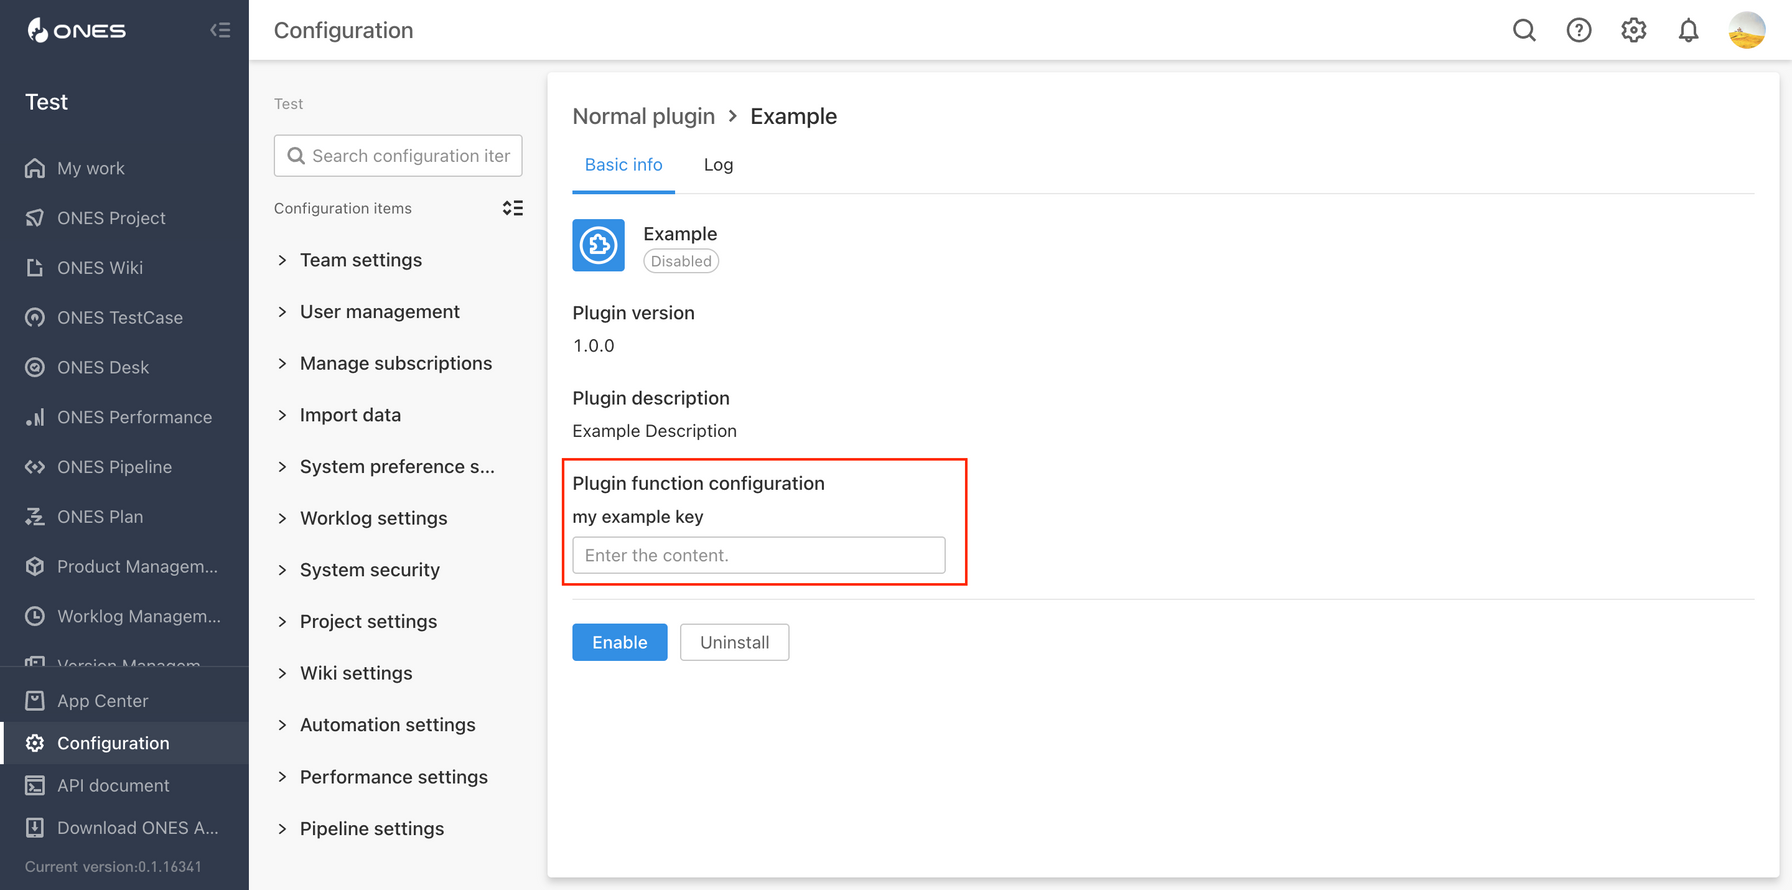 ONES
Test
My work
ONES Project
ONES Wiki
ONES TestCase
ONES Desk
ONES Performance
ONES Pipeline
ONES Plan
Product Managem...
Worklog Managem...
Version Managem
App Center
Configuration
API document
Download ONES A...
Current version:0.1.16341
Configuration
Test
Search configuration iter
Configuration items
Team settings
User management
Manage subscriptions
Import data
System preference s...
Worklog settings
System security
Project settings
Wiki settings
Automation settings
Performance settings
Pipeline settings
Normal plugin > Example
Basic info Log
Example
Disabled
Plugin version
1.0.0
Plugin description
Example Description
Plugin function configuration
my example key
Enter the content.
Enable Uninstall